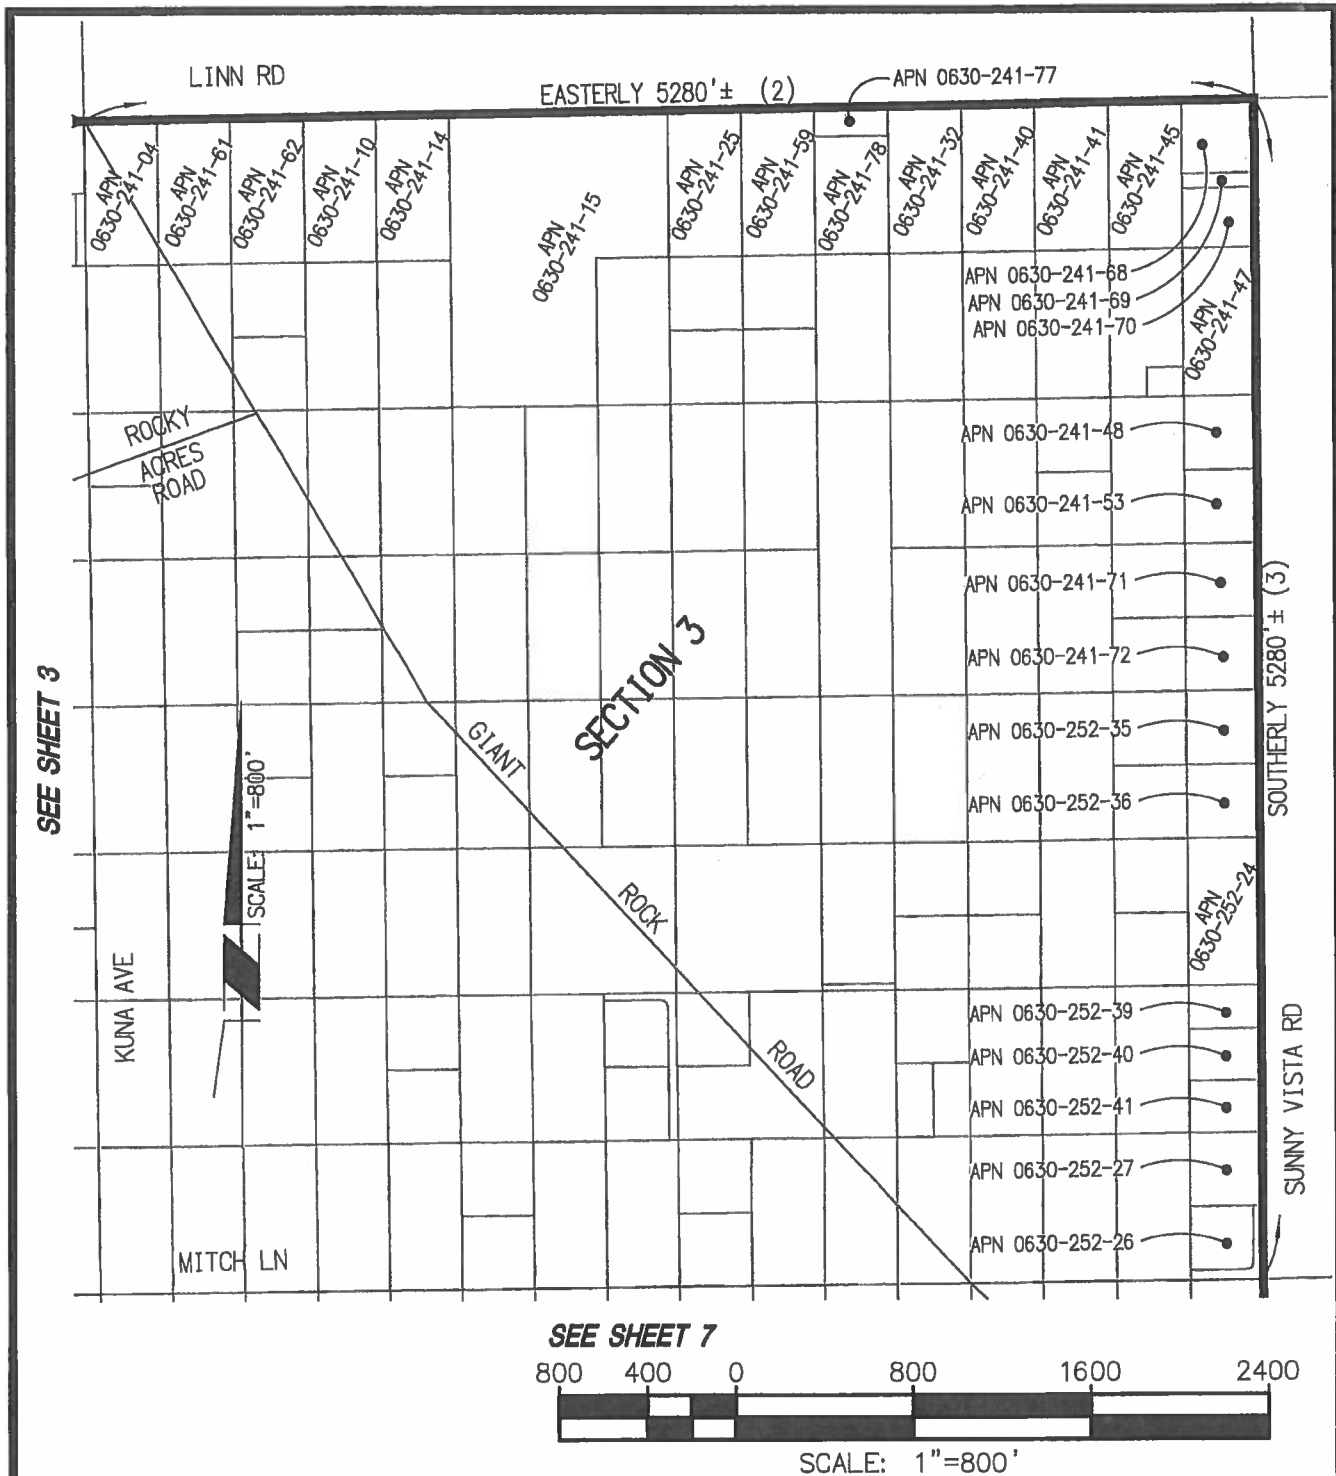 LINN RD
EASTERLY 5280'± (2)
APN 0630-241-77
APN
0630-241-04
APN
0630-241-61
APN
0630-241-62
APN
0630-241-10
APN
0630-241-14
APN
0630-241-15
APN
0630-241-25
APN
0630-241-59
APN
0630-241-78
APN
0630-241-32
APN
0630-241-40
APN
0630-241-41
APN
0630-241-45
APN 0630-241-68
APN 0630-241-69
APN 0630-241-70
APN
0630-241-47
ROCKY
ACRES
ROAD
APN 0630-241-48
APN 0630-241-53
APN 0630-241-71
APN 0630-241-72
APN 0630-252-35
APN 0630-252-36
SECTION 3
SOUTHERLY 5280'± (3)
SEE SHEET 3
GIANT
ROCK
ROAD
SCALE: 1"=800'
N
KUNA AVE
APN
0630-252-24
APN 0630-252-39
APN 0630-252-40
APN 0630-252-41
APN 0630-252-27
APN 0630-252-26
SUNNY VISTA RD
MITCH LN
SEE SHEET 7
800 400 0 800 1600 2400
SCALE: 1"=800'